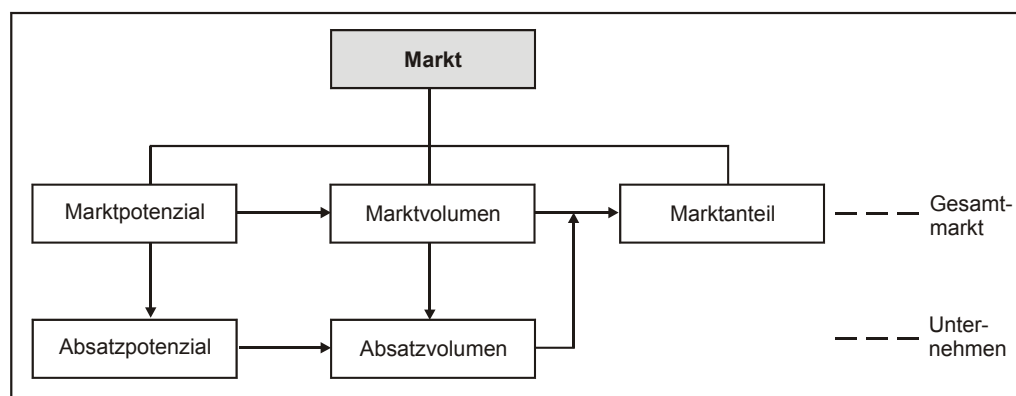 Markt
Marktpotenzial
Marktvolumen
Marktanteil
Gesamt-
markt
Absatzpotenzial
Absatzvolumen
Unter-
nehmen